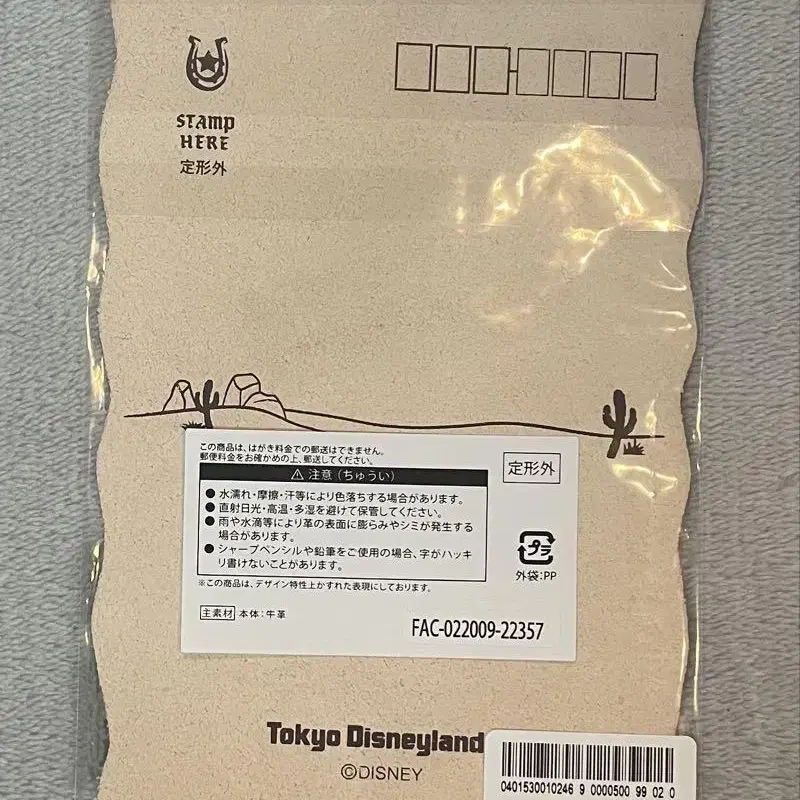 STAMP
HERE
定形外
この商品は、はがき料金での郵送はできません。
郵便料金をお確かめの上、郵送してください。
定形外
⚠ 注意（ちゅうい）
●水濡れ・摩擦・汗等により色落ちする場合があります。
●直射日光・高温・多湿を避けて保管してください。
●雨や水滴等により革の表面に膨らみやシミが発生する
場合があります。
●シャープペンシルや鉛筆をご使用の場合、字がハッキ
リ書けないことがあります。
プラ
外袋:PP
※この商品は、デザイン特性上かすれた表現にしております。
主素材 本体：牛革
FAC-022009-22357
Tokyo Disneyland
©DISNEY
0401530010246 9 0000500 99 02 0